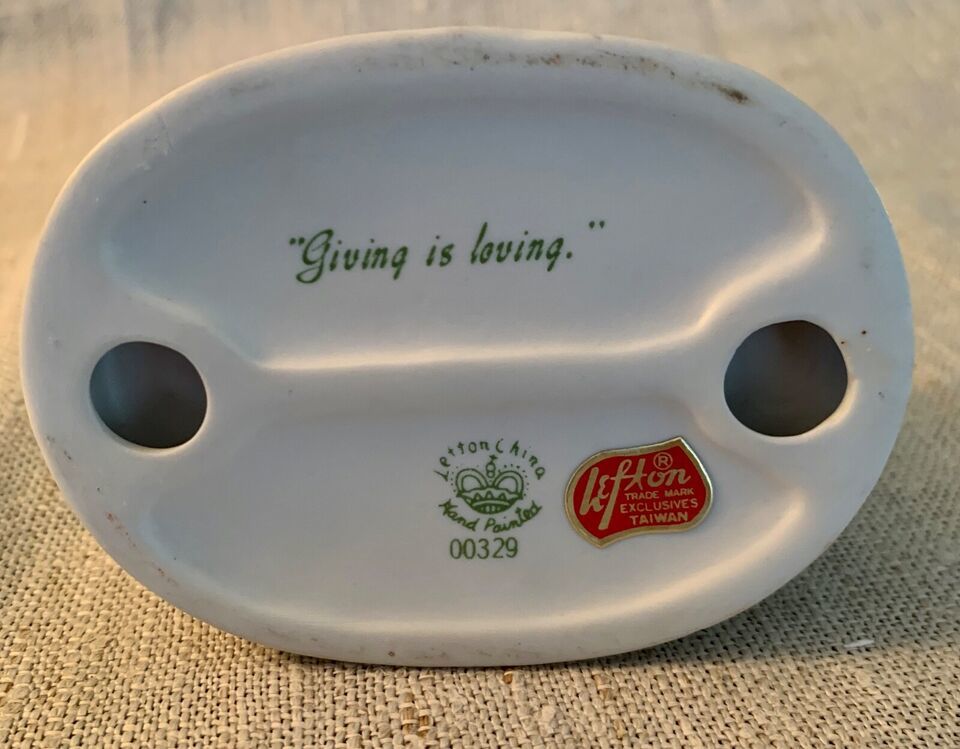 "Giving is loving."
Lefton China
Hand Painted
00329
Lefton ®
TRADE MARK
EXCLUSIVES
TAIWAN